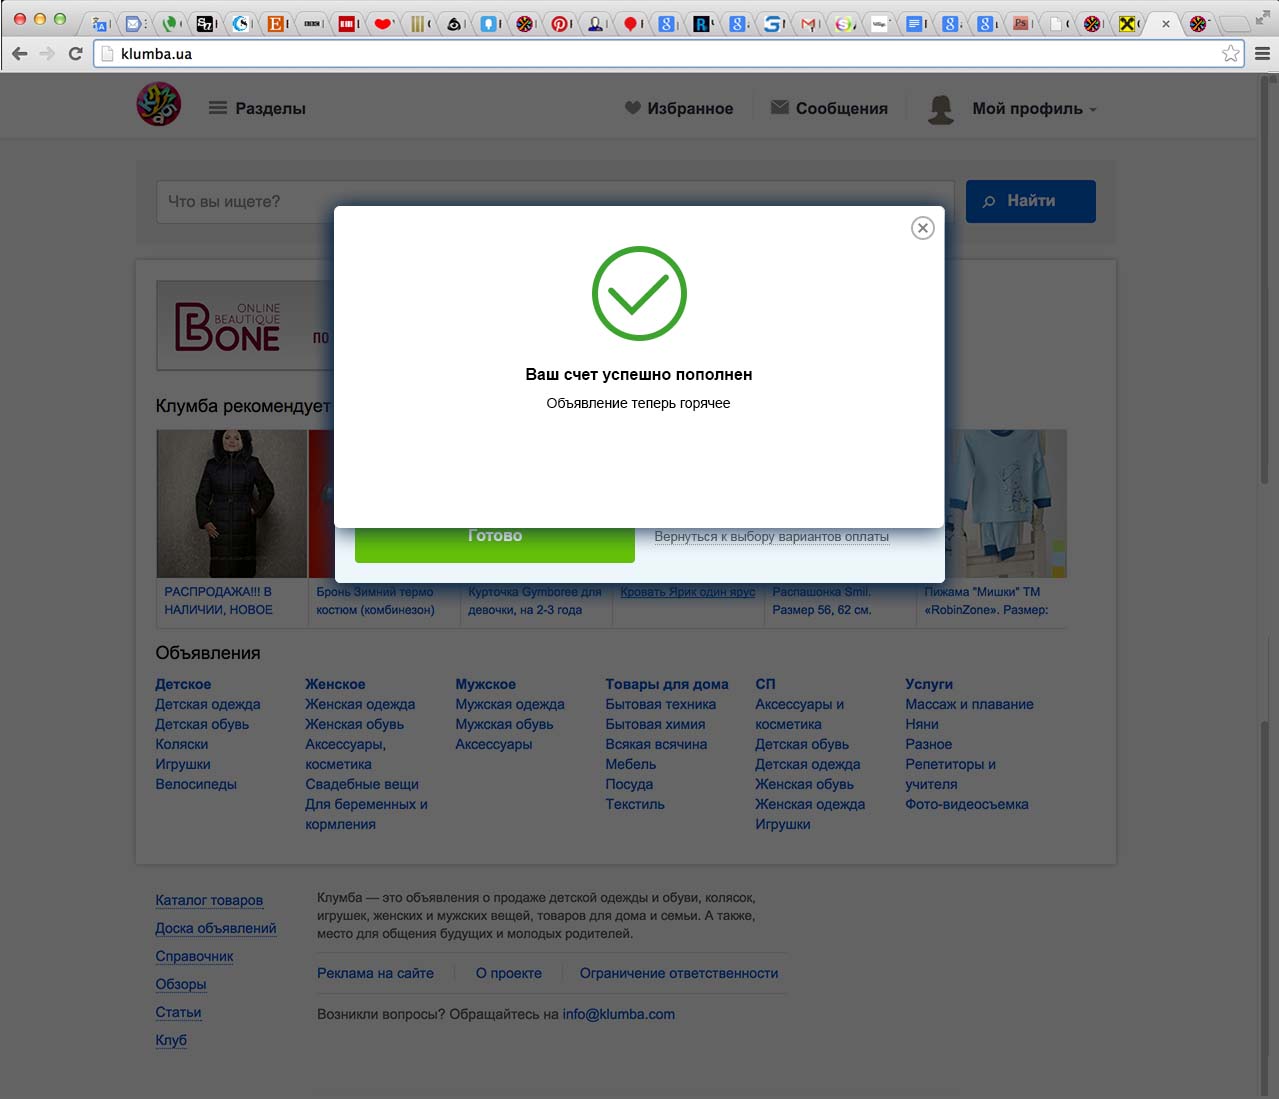 klumba.ua
Разделы
Избранное
Сообщения
Мой профиль
Что вы ищете?
Найти
Ваш счет успешно пополнен
Объявление теперь горячее
Готово
Вернуться к выбору вариантов оплаты
ONLINE
BEAUTIQUE
BONE
ПО
Клумба рекомендует
РАСПРОДАЖА!!! В
НАЛИЧИИ, НОВОЕ
Бронь Зимний термо
костюм (комбинезон)
Курточка Gymboree для
девочки, на 2-3 года
Кровать Ярик один ярус
Распашонка Smil.
Размер 56, 62 см.
Пижама "Мишки" ТМ
«RobinZone». Размер:
Объявления
Детское
Детская одежда
Детская обувь
Коляски
Игрушки
Велосипеды
Женское
Женская одежда
Женская обувь
Аксессуары,
косметика
Свадебные вещи
Для беременных и
кормления
Мужское
Мужская одежда
Мужская обувь
Аксессуары
Товары для дома
Бытовая техника
Бытовая химия
Всякая всячина
Мебель
Посуда
Текстиль
СП
Аксессуары и
косметика
Детская обувь
Детская одежда
Женская обувь
Женская одежда
Игрушки
Услуги
Массаж и плавание
Няни
Разное
Репетиторы и
учителя
Фото-видеосъемка
Каталог товаров
Доска объявлений
Справочник
Обзоры
Статьи
Клуб
Клумба — это объявления о продаже детской одежды и обуви, колясок,
игрушек, женских и мужских вещей, товаров для дома и семьи. А также,
место для общения будущих и молодых родителей.
Реклама на сайте
О проекте
Ограничение ответственности
Возникли вопросы? Обращайтесь на info@klumba.com